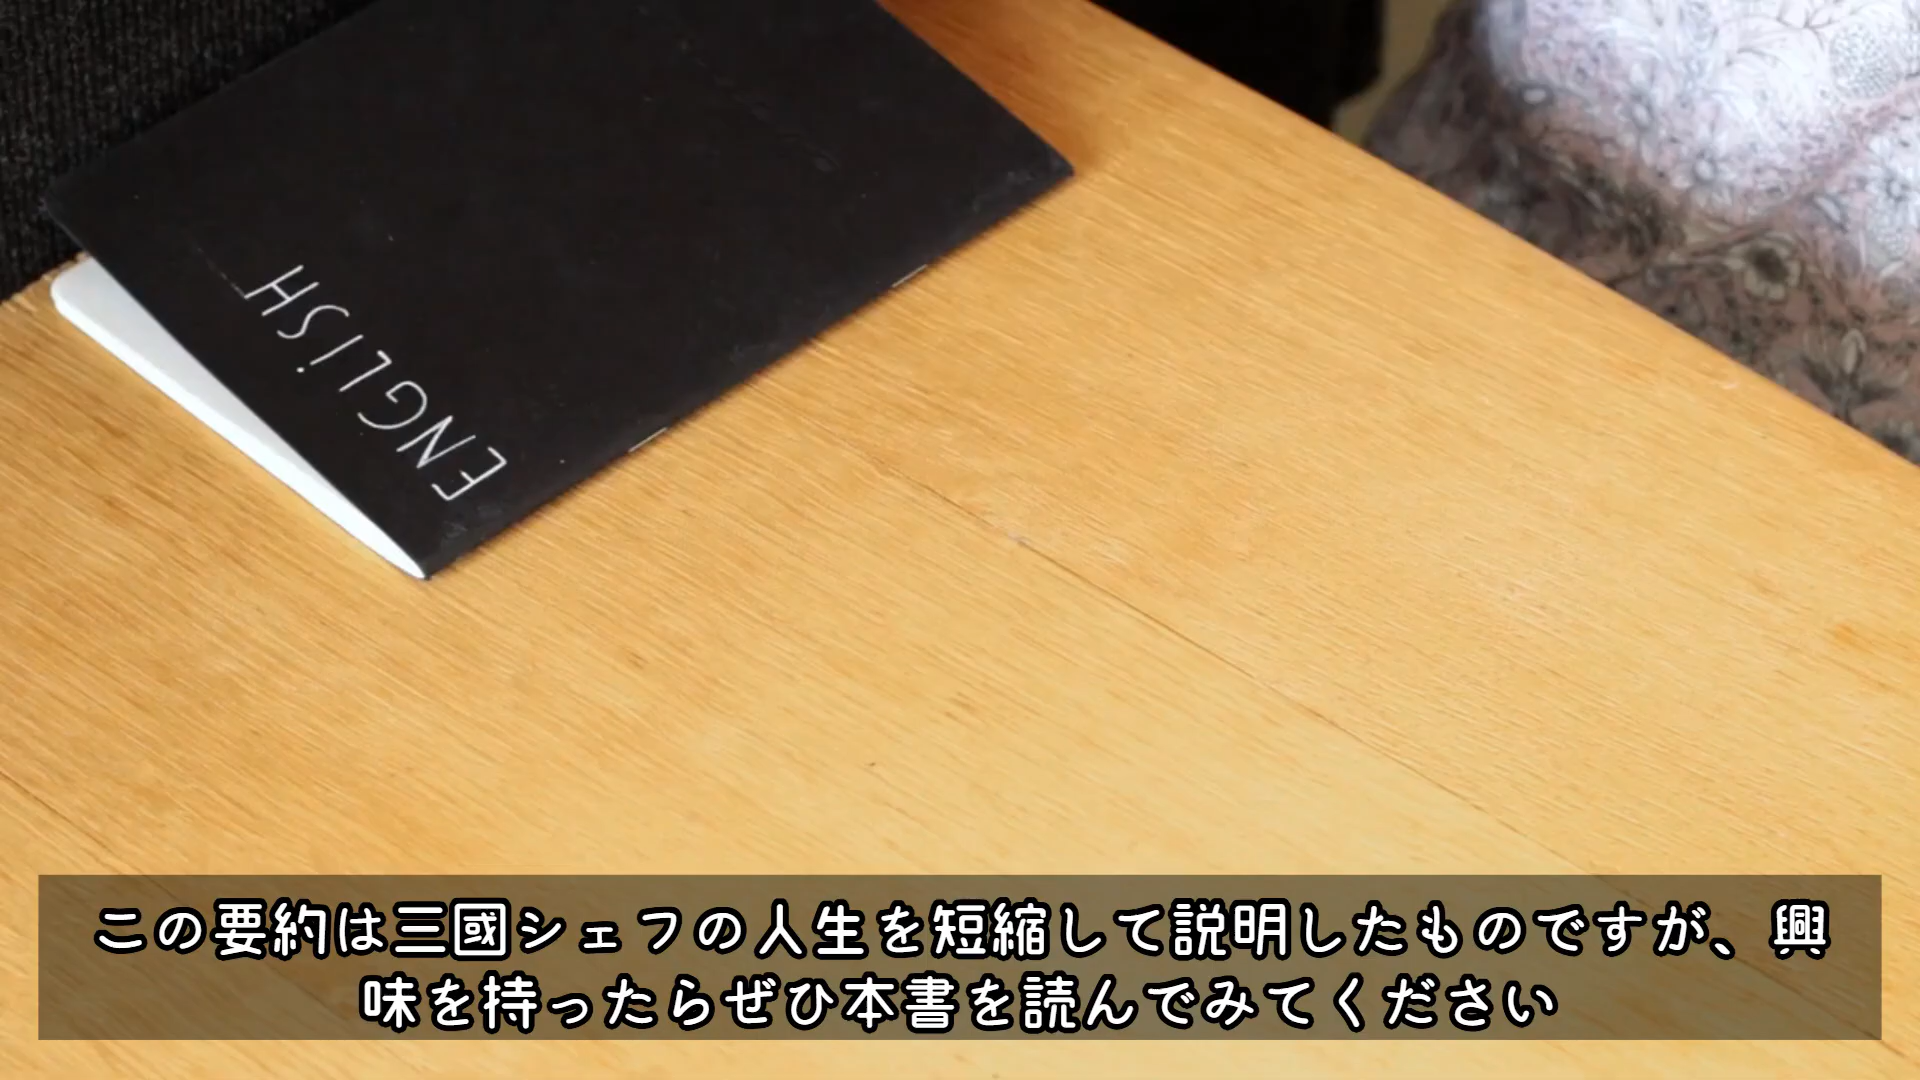 ENGLiSH
この要約は三國シェフの人生を短縮して説明したものですが、興
味を持ったらぜひ本書を読んでみてください